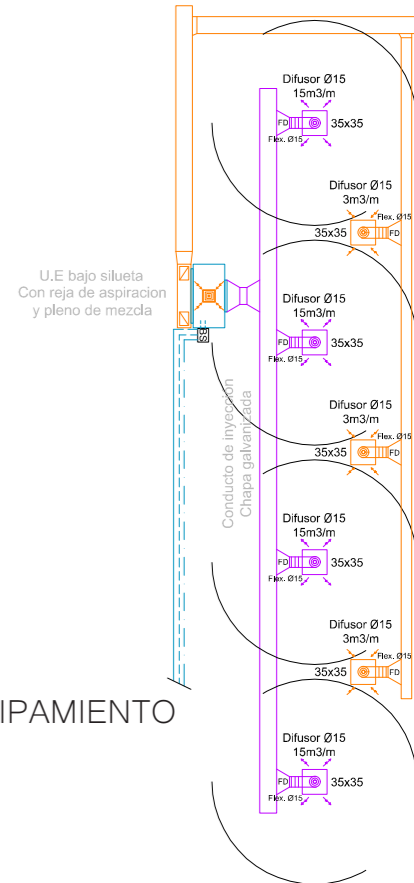 Difusor Ø15
15m3/m
FD
35x35
Flex. Ø15
Difusor Ø15
3m3/m
Flex. Ø15
35x35
FD
U.E bajo silueta
Con reja de aspiracion
y pleno de mezcla
BS
Difusor Ø15
15m3/m
FD
35x35
Flex. Ø15
Conducto de inyeccion
Chapa galvanizada
Difusor Ø15
3m3/m
Flex. Ø15
35x35
FD
Difusor Ø15
15m3/m
FD
35x35
Flex. Ø15
Difusor Ø15
3m3/m
Flex. Ø15
35x35
FD
IPAMIENTO
Difusor Ø15
15m3/m
FD
35x35
Flex. Ø15